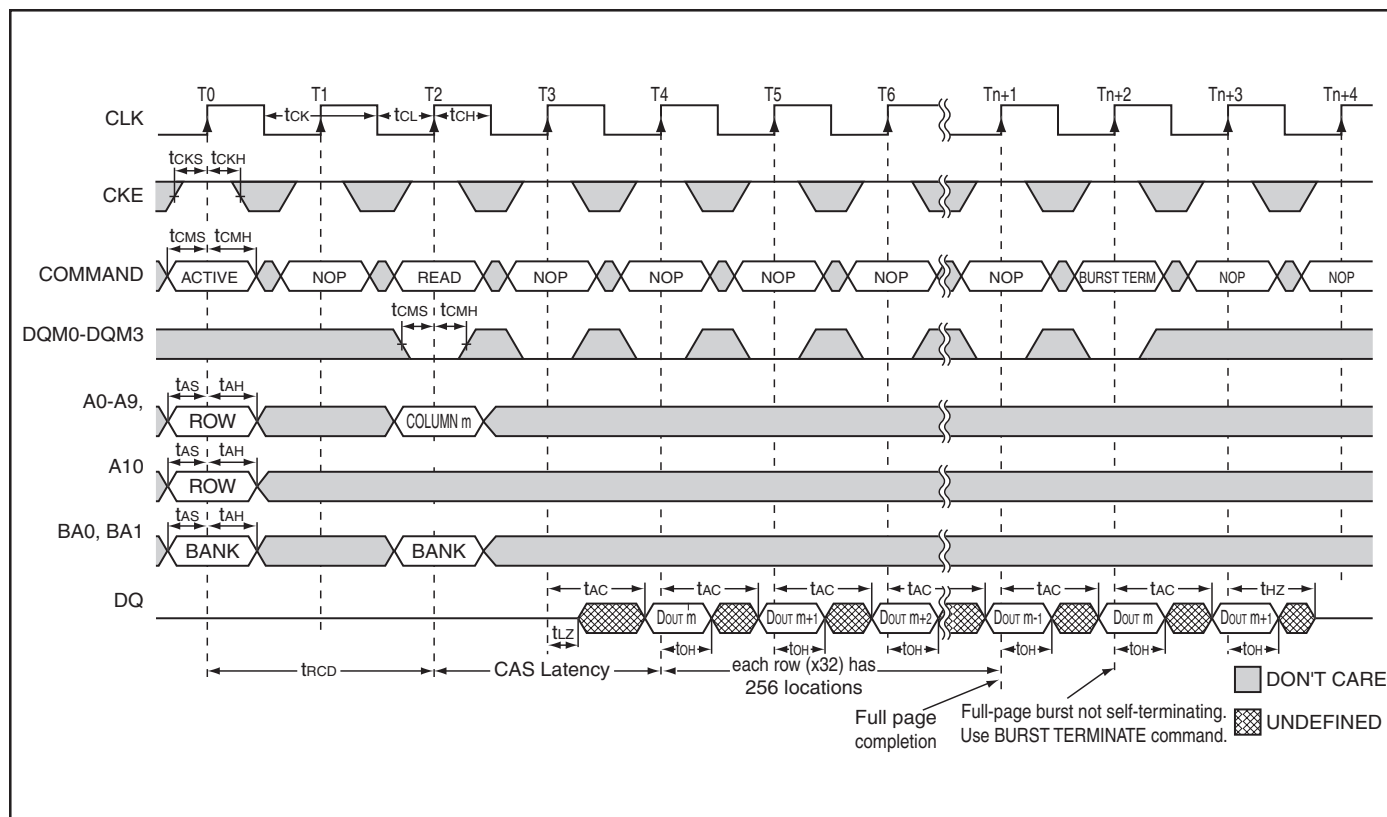 T0 T1 T2 T3 T4 T5 T6 Tn+1 Tn+2 Tn+3 Tn+4
CLK
tCK tCL tCH
tCKS tCKH
CKE
tCMS tCMH
COMMAND ACTIVE NOP READ NOP NOP NOP NOP NOP BURST TERM NOP NOP
tCMS tCMH
DQM0-DQM3
tAS tAH
A0-A9, ROW COLUMN m
tAS tAH
A10 ROW
tAS tAH
BA0, BA1 BANK BANK
tAC tAC tAC tAC tAC tAC tHZ
DQ DOUT m DOUT m+1 DOUT m+2 DOUT m-1 DOUT m DOUT m+1
tLZ tOH tOH tOH tOH tOH tOH
tRCD CAS Latency each row (x32) has
256 locations
DON'T CARE
UNDEFINED
Full page
completion
Full-page burst not self-terminating.
Use BURST TERMINATE command.